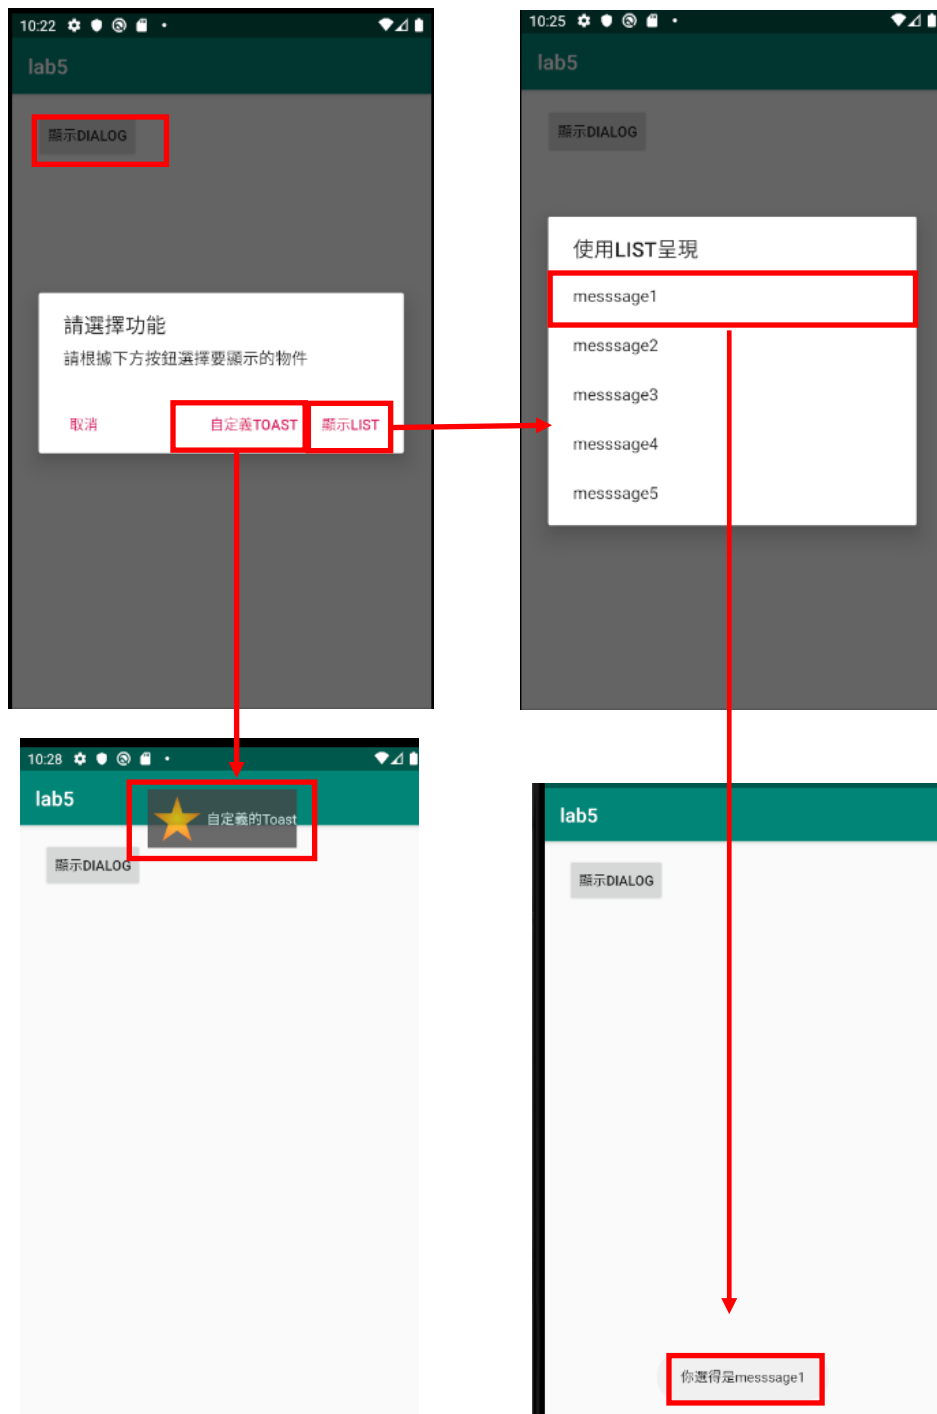 10:22
lab5
顯示DIALOG
請選擇功能
請根據下方按鈕選擇要顯示的物件
取消 自定義TOAST 顯示LIST
10:25
lab5
顯示DIALOG
使用LIST呈現
messsage1
messsage2
messsage3
messsage4
messsage5
10:28
lab5
自定義的Toast
顯示DIALOG
lab5
顯示DIALOG
你選得是messsage1